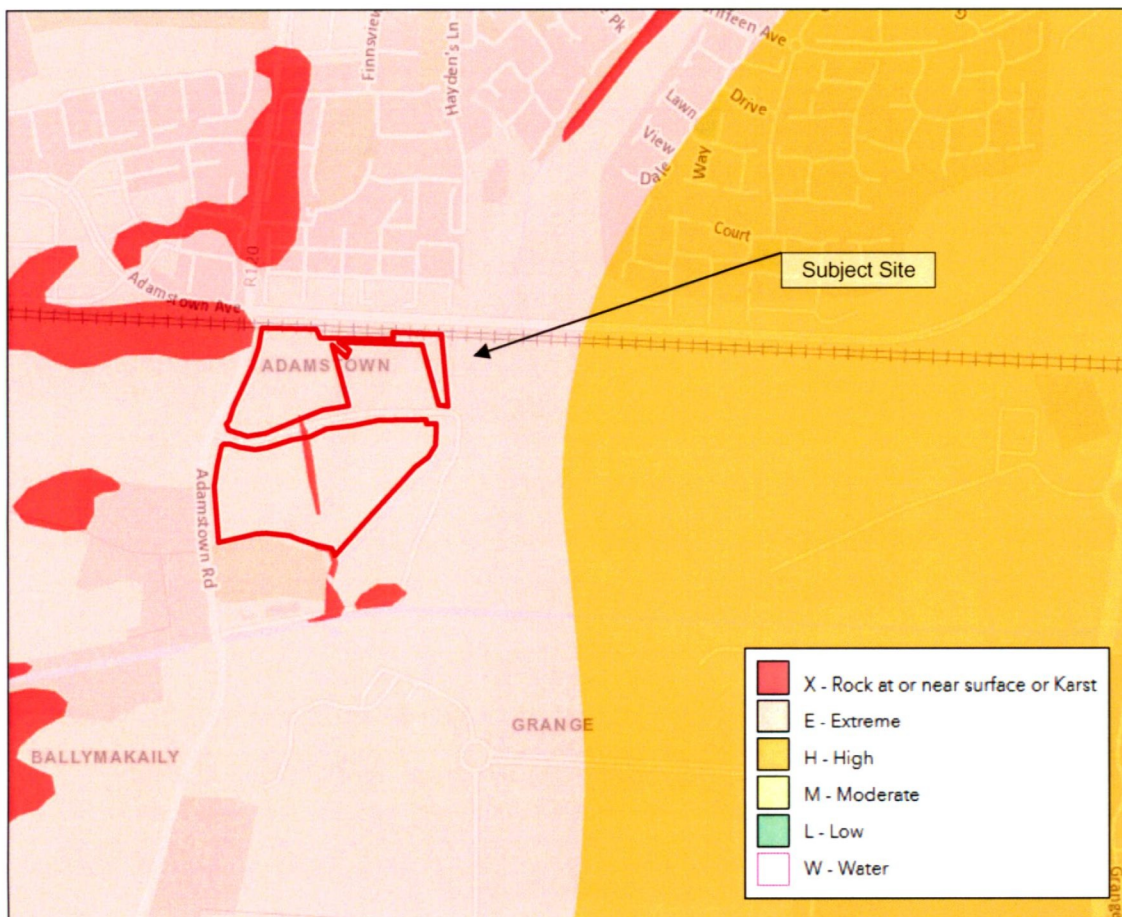 Finnsview
Hayden's Ln
Pk
Ave
Lawn
View
Dale
Drive
Way
Court
R120
Adamstown Ave
Subject Site
ADAMSTOWN
Adamstown Rd
GRANGE
BALLYMAKAILY
X - Rock at or near surface or Karst
E - Extreme
H - High
M - Moderate
L - Low
W - Water
Grange